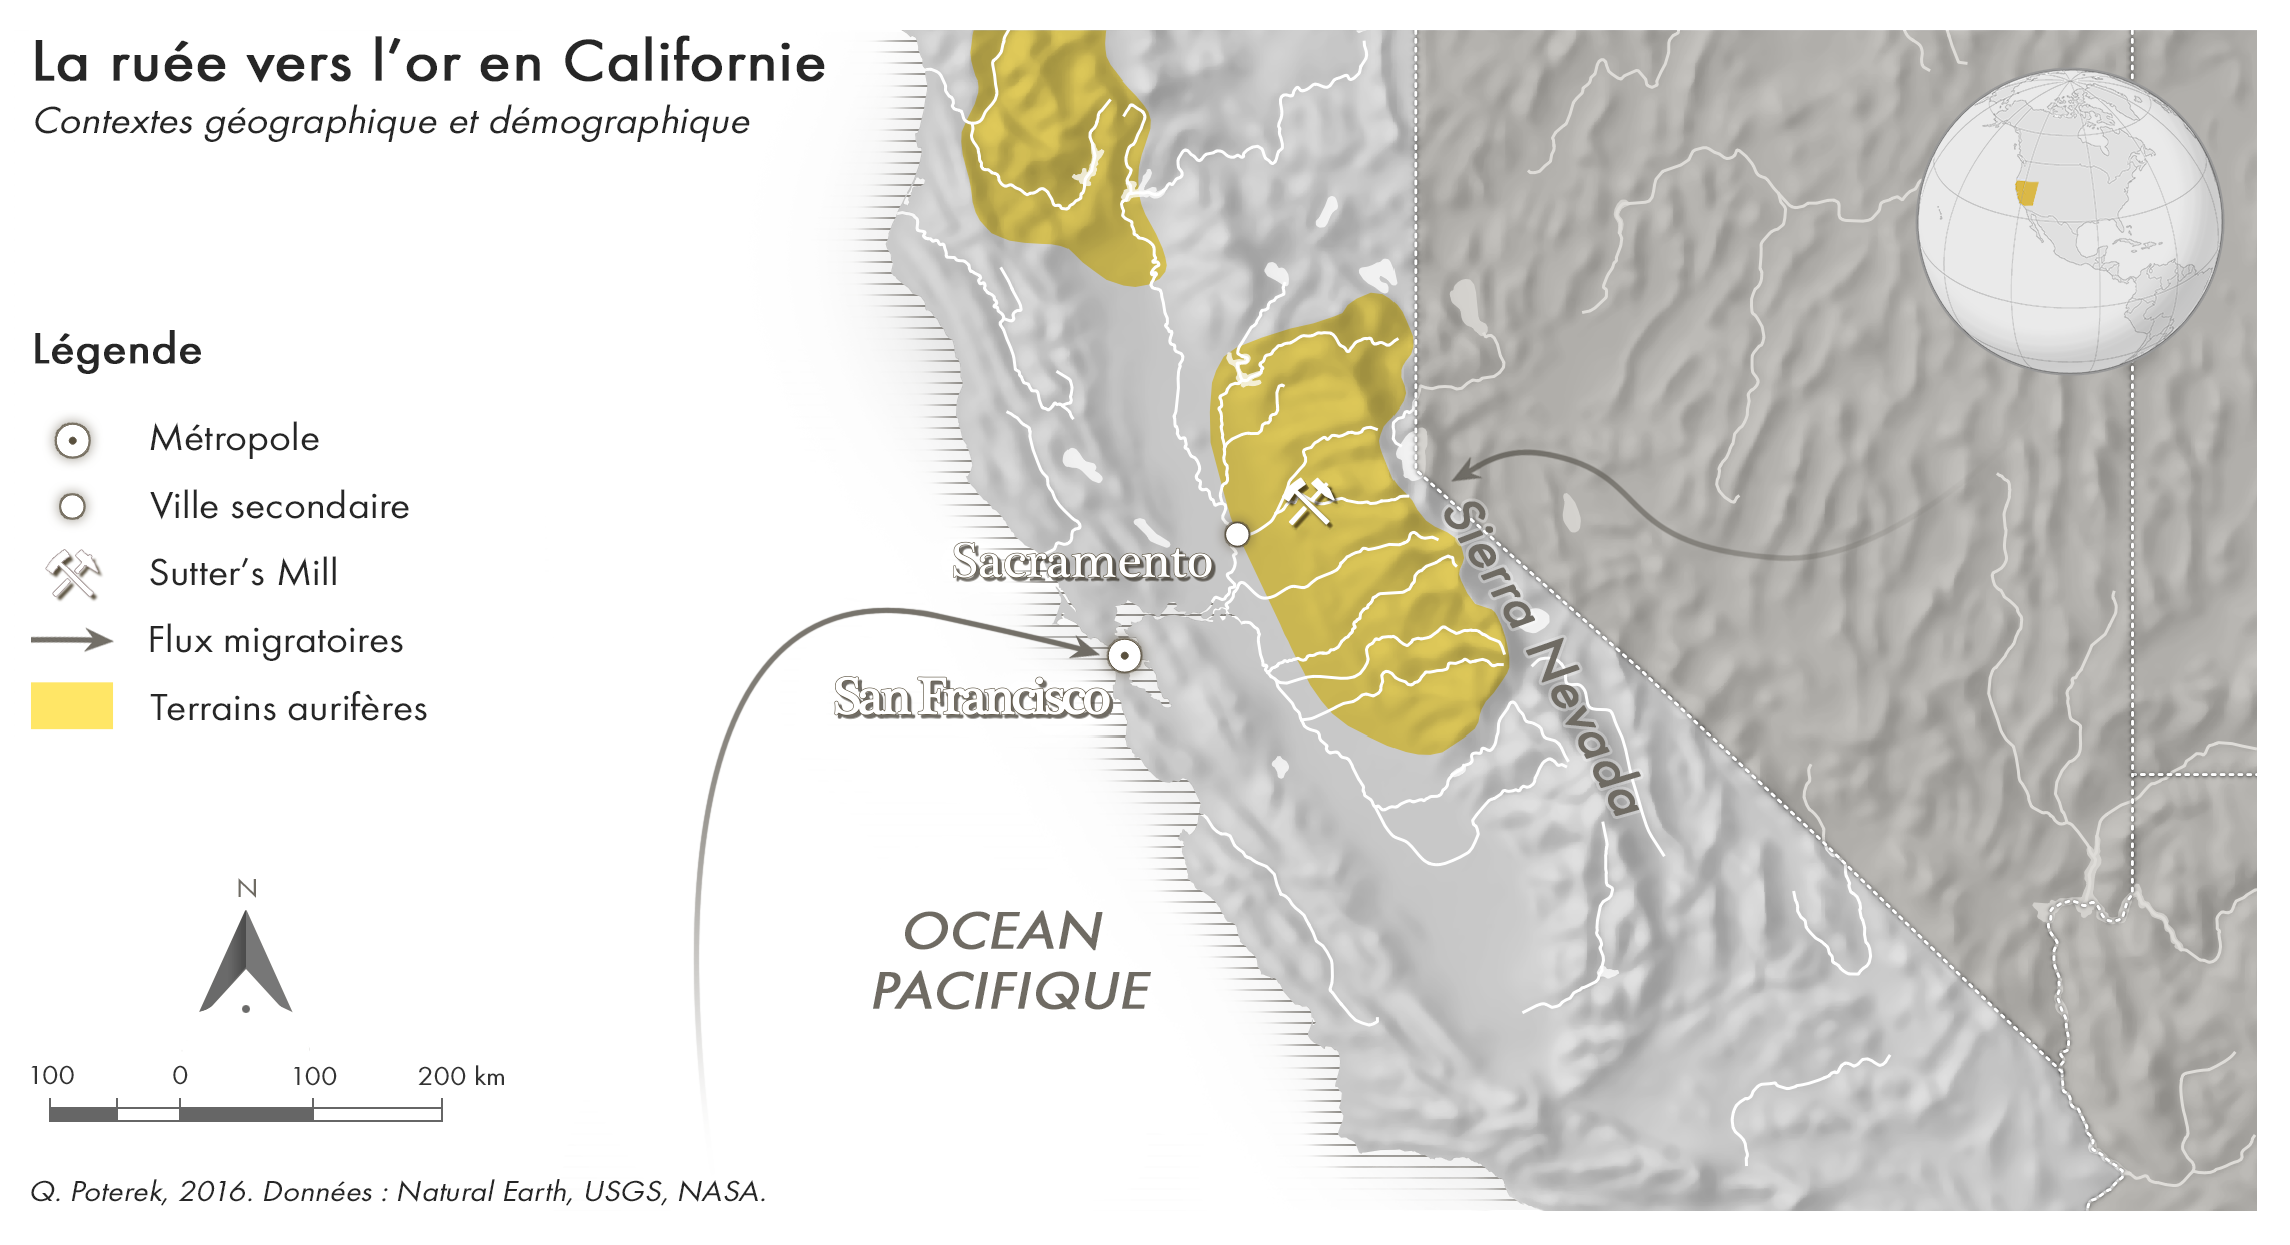 La ruée vers l’or en Californie
Contextes géographique et démographique
Légende
Métropole
Ville secondaire
Sutter’s Mill
Flux migratoires
Terrains aurifères
Sacramento
San Francisco
Sierra Nevada
OCEAN
PACIFIQUE
N
100 0 100 200 km
Q. Poterek, 2016. Données : Natural Earth, USGS, NASA.